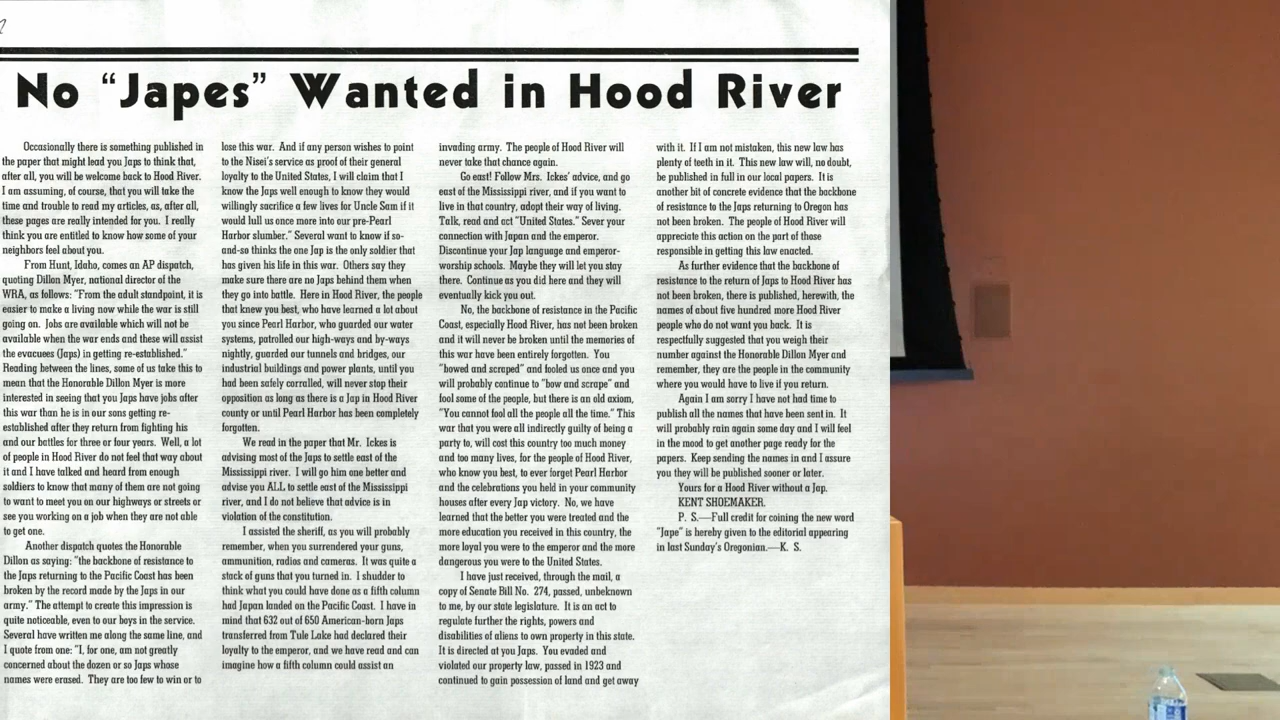 No “Japes” Wanted in Hood River
Occasionally there is something published in
the paper that might lead you Japs to think that,
after all, you will be welcome back to Hood River.
I am assuming, of course, that you will take the
time and trouble to read my articles, as, after all,
these pages are really intended for you. I really
think you are entitled to know how some of your
neighbors feel about you.
From Hunt, Idaho, comes an AP dispatch,
quoting Dillon Myer, national director of the
WRA, as follows: "From the adult standpoint, it is
easier to make a living now while the war is still
going on. Jobs are available which will not be
available when the war ends and these will assist
the evacuees (Japs) in getting re-established."
Reading between the lines, some of us take this to
mean that the Honorable Dillon Myer is more
interested in seeing that you Japs have jobs after
this war than he is in our sons getting re-
established after they return from fighting his
and our battles for three or four years. Well, a lot
of people in Hood River do not feel that way about
it and I have talked and heard from enough
soldiers to know that many of them are not going
to want to meet you on our highways or streets or
see you working on a job when they are not able
to get one.
Another dispatch quotes the Honorable
Dillon as saying: "the backbone of resistance to
the Japs returning to the Pacific Coast has been
broken by the record made by the Japs in our
army." The attempt to create this impression is
quite noticeable, even to our boys in the service.
Several have written me along the same line, and
I quote from one: "I, for one, am not greatly
concerned about the dozen or so Japs whose
names were erased. They are too few to win or to
lose this war. And if any person wishes to point
to the Nisei's service as proof of their general
loyalty to the United States, I will claim that I
know the Japs well enough to know they would
willingly sacrifice a few lives for Uncle Sam if it
would lull us once more into our pre-Pearl
Harbor slumber." Several want to know if so-
and-so thinks the one Jap is the only soldier that
has given his life in this war. Others say they
make sure there are no Japs behind them when
they go into battle. Here in Hood River, the people
that knew you best, who have learned a lot about
you since Pearl Harbor, who guarded our water
systems, patrolled our high-ways and by-ways
nightly, guarded our tunnels and bridges, our
industrial buildings and power plants, until you
had been safely corralled, will never stop their
opposition as long as there is a Jap in Hood River
county or until Pearl Harbor has been completely
forgotten.
We read in the paper that Mr. Ickes is
advising most of the Japs to settle east of the
Mississippi river. I will go him one better and
advise you ALL to settle east of the Mississippi
river, and I do not believe that advice is in
violation of the constitution.
I assisted the sheriff, as you will probably
remember, when you surrendered your guns,
ammunition, radios and cameras. It was quite a
stack of guns that you turned in. I shudder to
think what you could have done as a fifth column
had Japan landed on the Pacific Coast. I have in
mind that 632 out of 650 American-born Japs
transferred from Tule Lake had declared their
loyalty to the emperor, and we have read and can
imagine how a fifth column could assist an
invading army. The people of Hood River will
never take that chance again.
Go east! Follow Mrs. Ickes' advice, and go
east of the Mississippi river, and if you want to
live in that country, adopt their way of living.
Talk, read and act "United States." Sever your
connection with Japan and the emperor.
Discontinue your Jap language and emperor-
worship schools. Maybe they will let you stay
there. Continue as you did here and they will
eventually kick you out.
No, the backbone of resistance in the Pacific
Coast, especially Hood River, has not been broken
and it will never be broken until the memories of
this war have been entirely forgotten. You
"bowed and scraped" and fooled us once and you
will probably continue to "bow and scrape" and
fool some of the people, but there is an old axiom,
"You cannot fool all the people all the time." This
war that you were all indirectly guilty of being a
party to, will cost this country too much money
and too many lives, for the people of Hood River,
who know you best, to ever forget Pearl Harbor
and the celebrations you held in your community
houses after every Jap victory. No, we have
learned that the better you were treated and the
more education you received in this country, the
more loyal you were to the emperor and the more
dangerous you were to the United States.
I have just received, through the mail, a
copy of Senate Bill No. 274, passed, unbeknown
to me, by our state legislature. It is an act to
regulate further the rights, powers and
disabilities of aliens to own property in this state.
It is directed at you Japs. You evaded and
violated our property law, passed in 1923 and
continued to gain possession of land and get away
with it. If I am not mistaken, this new law has
plenty of teeth in it. This new law will, no doubt,
be published in full in our local papers. It is
another bit of concrete evidence that the backbone
of resistance to the Japs returning to Oregon has
not been broken. The people of Hood River will
appreciate this action on the part of those
responsible in getting this law enacted.
As further evidence that the backbone of
resistance to the return of Japs to Hood River has
not been broken, there is published, herewith, the
names of about five hundred more Hood River
people who do not want you back. It is
respectfully suggested that you weigh their
number against the Honorable Dillon Myer and
remember, they are the people in the community
where you would have to live if you return.
Again I am sorry I have not had time to
publish all the names that have been sent in. It
will probably rain again some day and I will feel
in the mood to get another page ready for the
papers. Keep sending the names in and I assure
you they will be published sooner or later.
Yours for a Hood River without a Jap.
KENT SHOEMAKER.
P. S.—Full credit for coining the new word
"Jape" is hereby given to the editorial appearing
in last Sunday's Oregonian.—K. S.